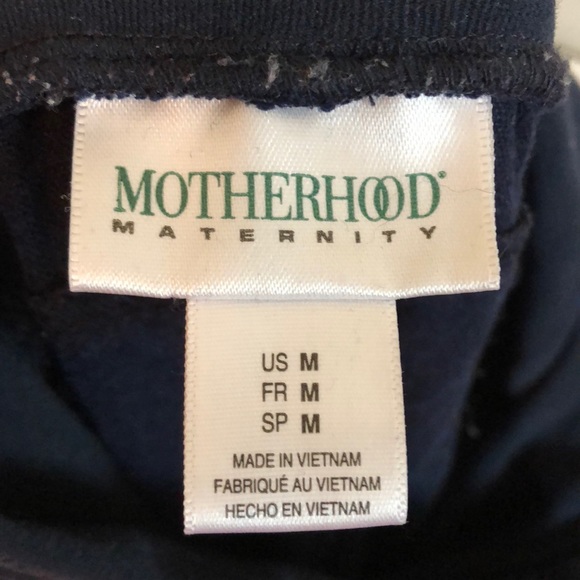 MOTHERHOOD®
MATERNITY
US M
FR M
SP M
MADE IN VIETNAM
FABRIQUÉ AU VIETNAM
HECHO EN VIETNAM